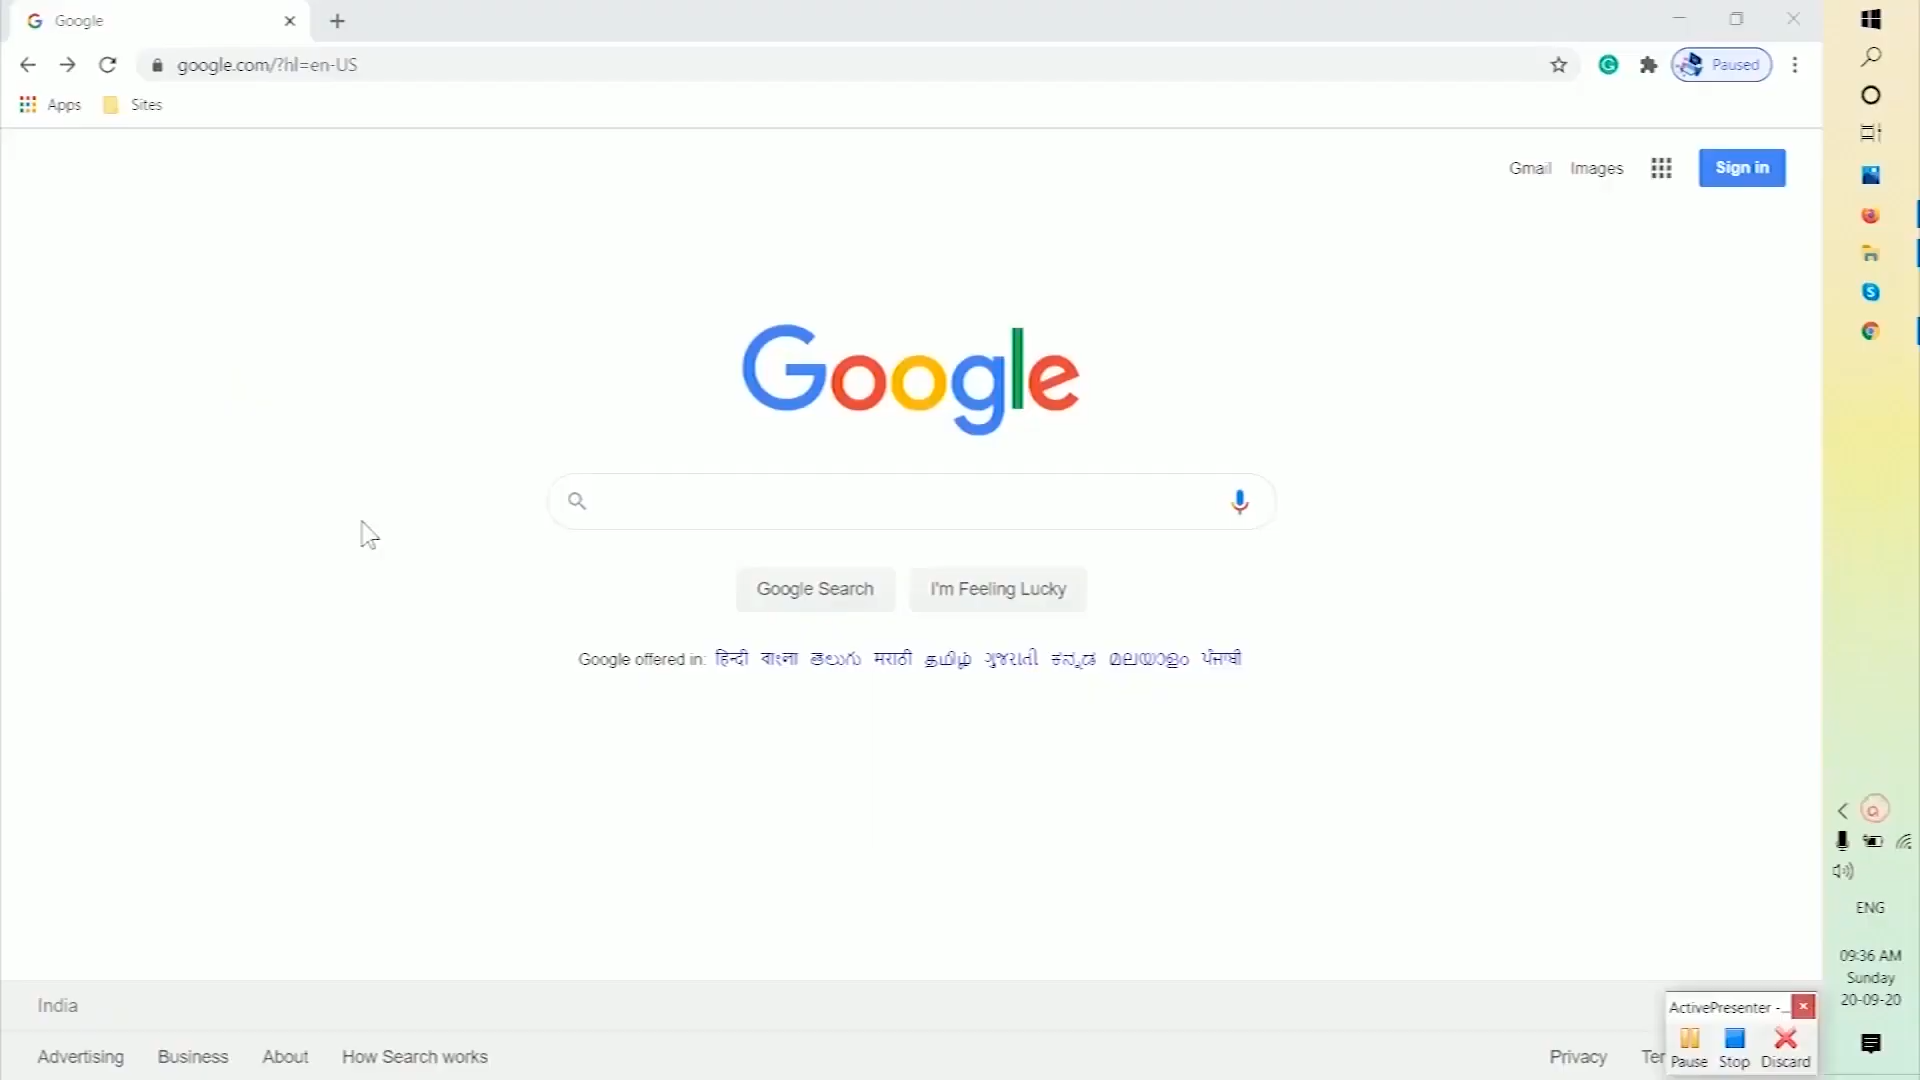 Google
google.com/?hl=en-US
Paused
Apps
Sites
Gmail
Images
Sign in
Google
Google Search
I'm Feeling Lucky
Google offered in: हिन्दी বাংলা తెలుగు मराठी தமிழ் ગુજરાતી ಕನ್ನಡ മലയാളം ਪੰਜਾਬੀ
ENG
09:36 AM
Sunday
20-09-20
India
ActivePresenter -...
Pause
Stop
Discard
Advertising
Business
About
How Search works
Privacy
Ter